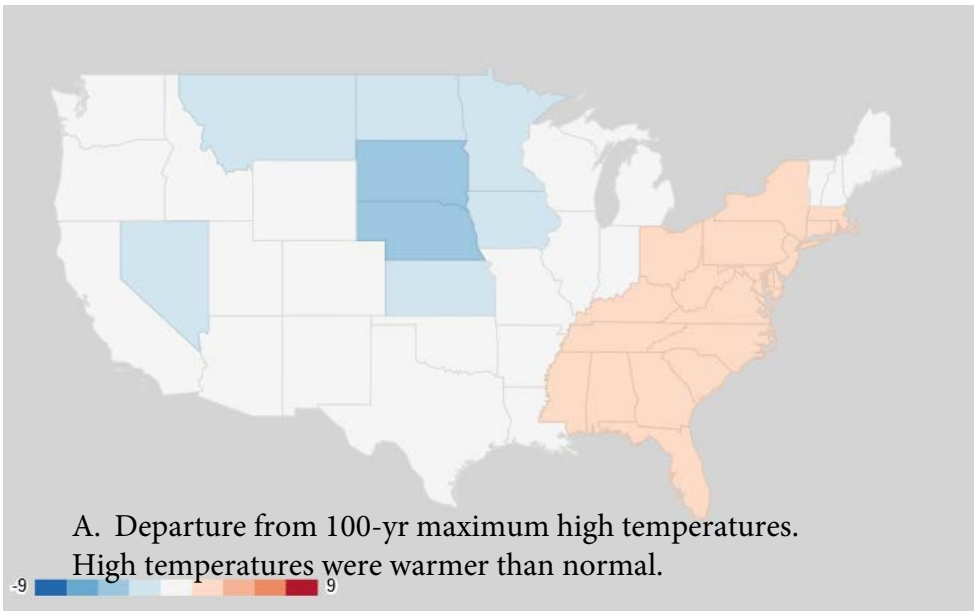 A. Departure from 100-yr maximum high temperatures.
High temperatures were warmer than normal.
-9 9